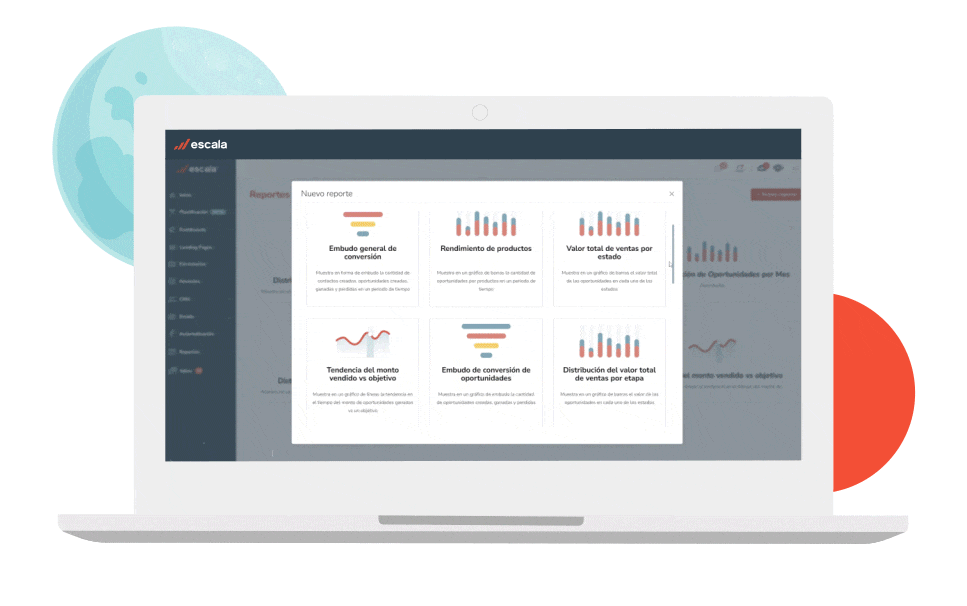 escala
escala
Inicio
Planificación
Landing Pages
Formularios
CRM
Automatización
Reportes
Reportes
Nuevo reporte
×
Embudo general de
conversión
Muestra en forma de embudo la cantidad de
contactos creados, oportunidades creadas,
ganadas y perdidas en un periodo de tiempo
Rendimiento de productos
Muestra en un gráfico de barras la cantidad de
oportunidades por productos en un periodo de
tiempo
Valor total de ventas por
estado
Muestra en un gráfico de barras el valor total
de las oportunidades en cada uno de los
estados
Tendencia del monto
vendido vs objetivo
Muestra en un gráfico de líneas la tendencia en
el tiempo del monto de oportunidades ganadas
vs un objetivo.
Embudo de conversión de
oportunidades
Muestra en un gráfico de embudo la cantidad
de oportunidades creadas, ganadas y perdidas
Distribución del valor total
de ventas por etapa
Muestra en un gráfico de barras el valor de las
oportunidades en cada uno de los estados
Distri
ción de Oportunidades por Mes
Dist
el monto vendido vs objetivo